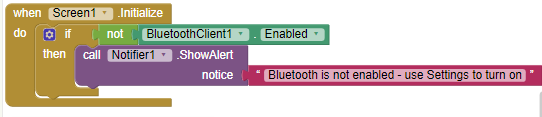 when Screen1 .Initialize
do if not BluetoothClient1 . Enabled
then call Notifier1 .ShowAlert
notice " Bluetooth is not enabled - use Settings to turn on "